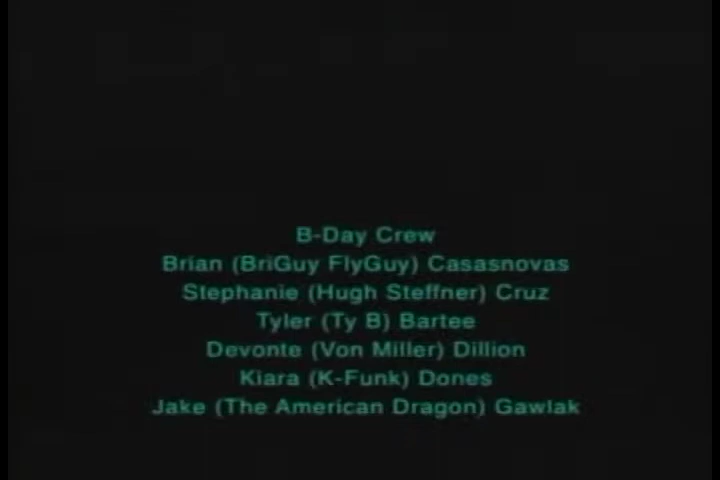 B-Day Crew
Brian (BriGuy FlyGuy) Casasnovas
Stephanie (Hugh Steffner) Cruz
Tyler (Ty B) Bartee
Devonte (Von Miller) Dillion
Kiara (K-Funk) Dones
Jake (The American Dragon) Gawlak